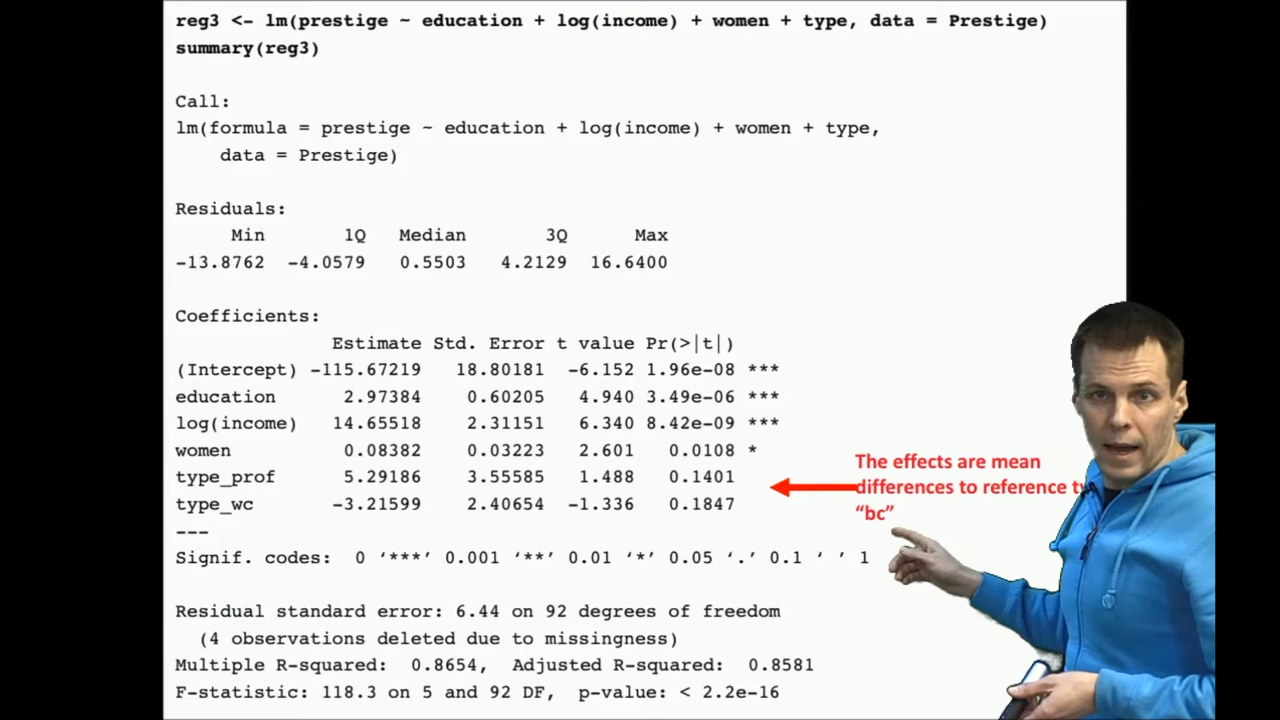 reg3 <- lm(prestige ~ education + log(income) + women + type, data = Prestige)
summary(reg3)
Call:
lm(formula = prestige ~ education + log(income) + women + type,
data = Prestige)
Residuals:
Min 1Q Median 3Q Max
-13.8762 -4.0579 0.5503 4.2129 16.6400
Coefficients:
Estimate Std. Error t value Pr(>|t|)
(Intercept) -115.67219 18.80181 -6.152 1.96e-08 ***
education 2.97384 0.60205 4.940 3.49e-06 ***
log(income) 14.65518 2.31151 6.340 8.42e-09 ***
women 0.08382 0.03223 2.601 0.0108 *
type_prof 5.29186 3.55585 1.488 0.1401
type_wc -3.21599 2.40654 -1.336 0.1847
The effects are mean
differences to reference
“bc”
---
Signif. codes: 0 ‘***’ 0.001 ‘**’ 0.01 ‘*’ 0.05 ‘.’ 0.1 ‘ ’ 1
Residual standard error: 6.44 on 92 degrees of freedom
(4 observations deleted due to missingness)
Multiple R-squared: 0.8654, Adjusted R-squared: 0.8581
F-statistic: 118.3 on 5 and 92 DF, p-value: < 2.2e-16